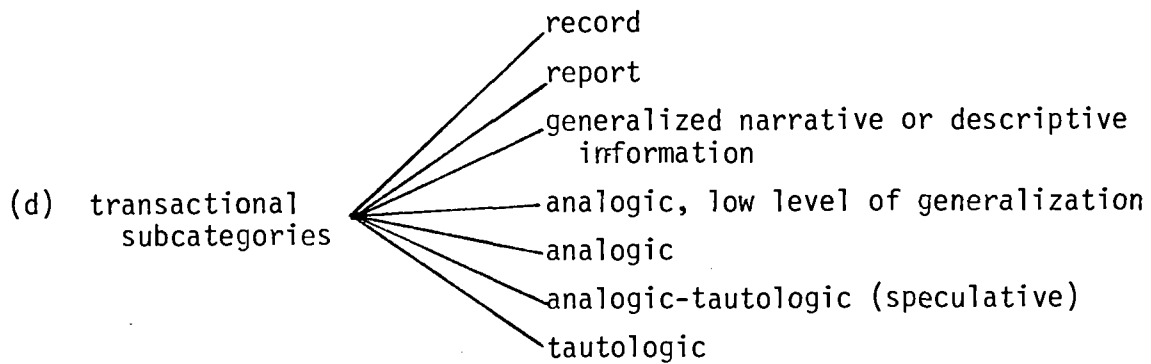 record
report
generalized narrative or descriptive
information
(d) transactional
subcategories
analogic, low level of generalization
analogic
analogic-tautologic (speculative)
tautologic